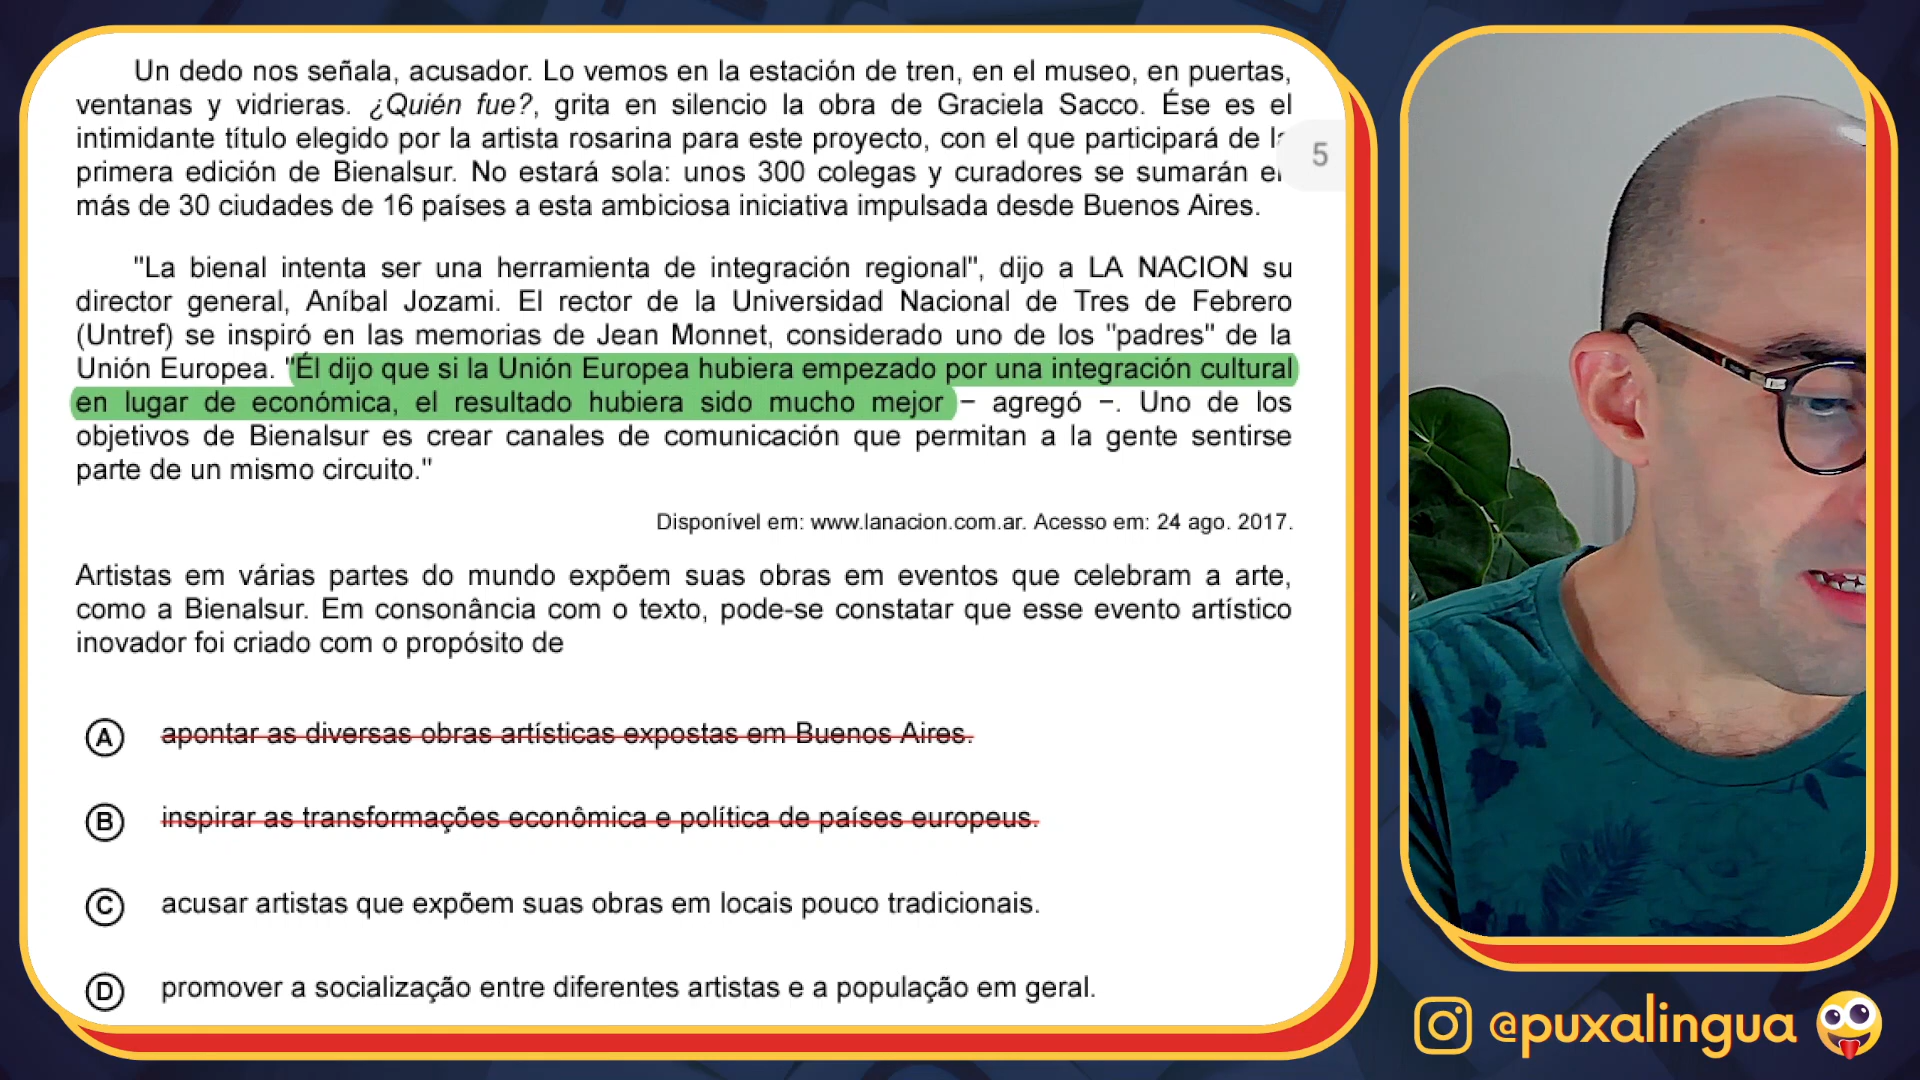 Un dedo nos señala, acusador. Lo vemos en la estación de tren, en el museo, en puertas,
ventanas y vidrieras. ¿Quién fue?, grita en silencio la obra de Graciela Sacco. Ése es el
intimidante título elegido por la artista rosarina para este proyecto, con el que participará de la
primera edición de Bienalsur. No estará sola: unos 300 colegas y curadores se sumarán en
más de 30 ciudades de 16 países a esta ambiciosa iniciativa impulsada desde Buenos Aires.
5
"La bienal intenta ser una herramienta de integración regional", dijo a LA NACION su
director general, Aníbal Jozami. El rector de la Universidad Nacional de Tres de Febrero
(Untref) se inspiró en las memorias de Jean Monnet, considerado uno de los "padres" de la
Unión Europea. "Él dijo que si la Unión Europea hubiera empezado por una integración cultural
en lugar de económica, el resultado hubiera sido mucho mejor − agregó −. Uno de los
objetivos de Bienalsur es crear canales de comunicación que permitan a la gente sentirse
parte de un mismo circuito."
Disponível em: www.lanacion.com.ar. Acesso em: 24 ago. 2017.
Artistas em várias partes do mundo expõem suas obras em eventos que celebram a arte,
como a Bienalsur. Em consonância com o texto, pode-se constatar que esse evento artístico
inovador foi criado com o propósito de
A apontar as diversas obras artísticas expostas em Buenos Aires.
B inspirar as transformações econômica e política de países europeus.
C acusar artistas que expõem suas obras em locais pouco tradicionais.
D promover a socialização entre diferentes artistas e a população em geral.
@puxalingua